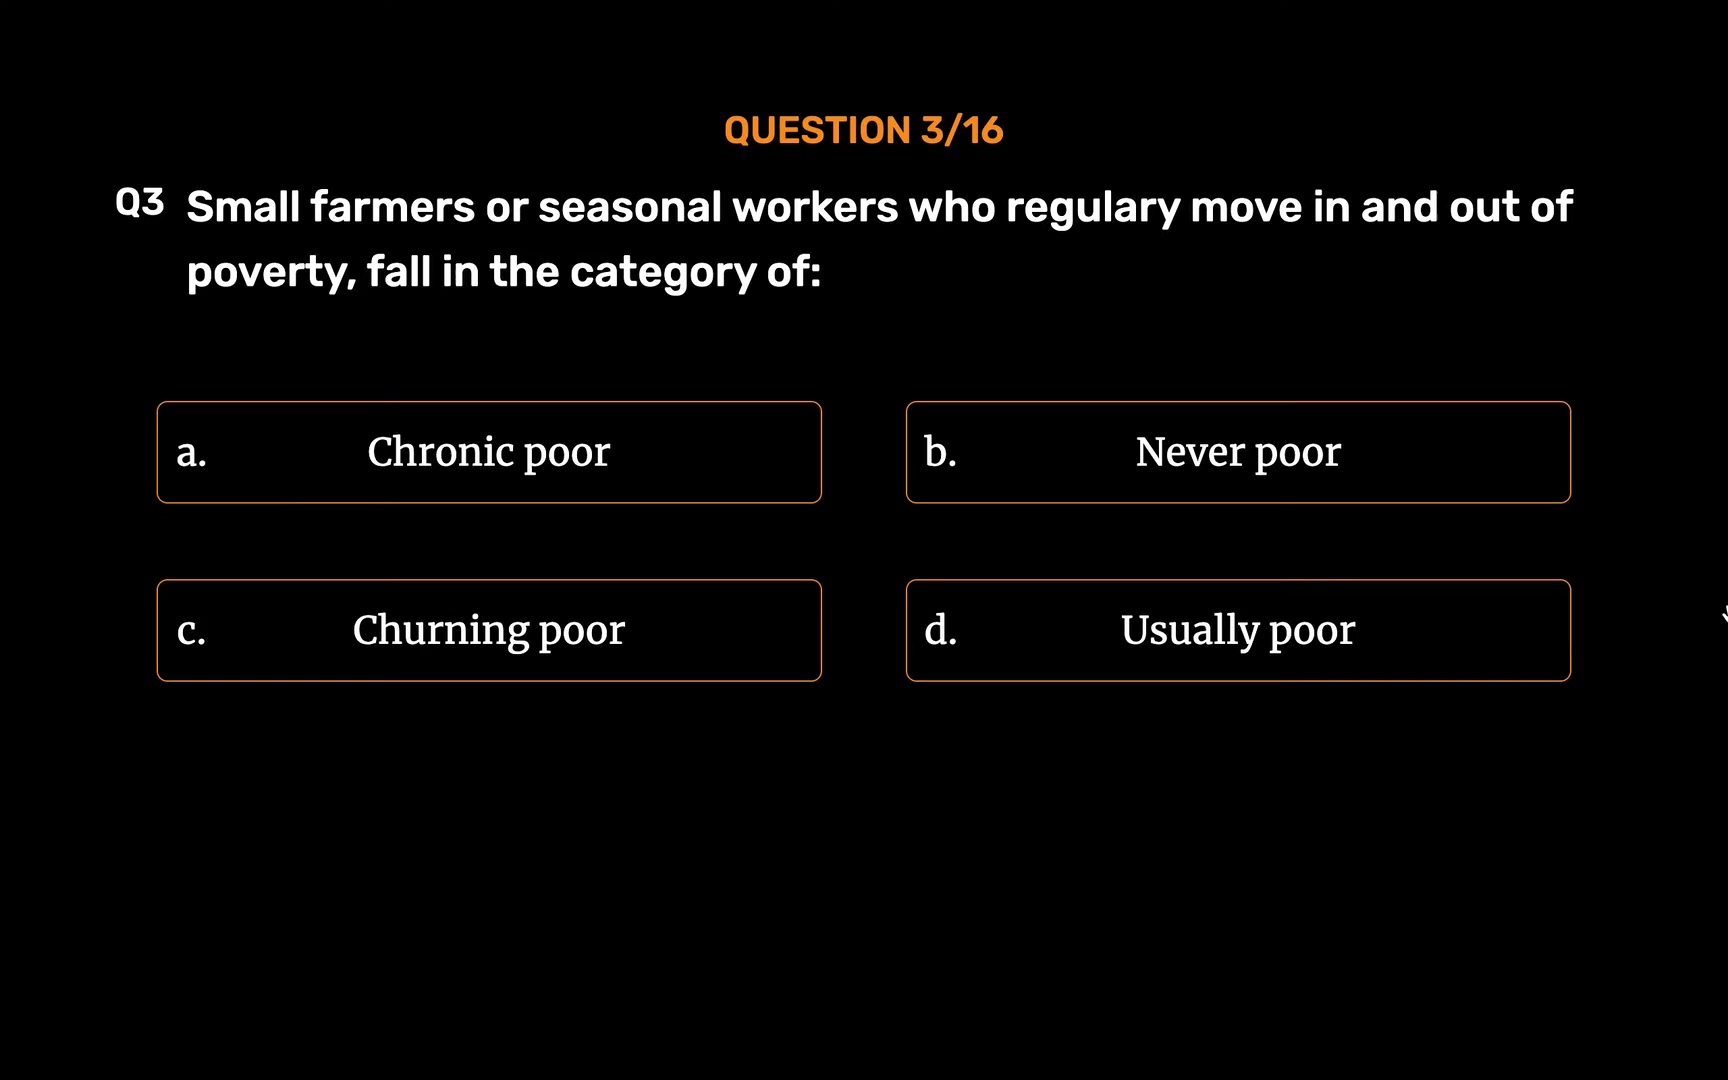 QUESTION 3/16
Q3 Small farmers or seasonal workers who regulary move in and out of
poverty, fall in the category of:
a. Chronic poor
b. Never poor
c. Churning poor
d. Usually poor